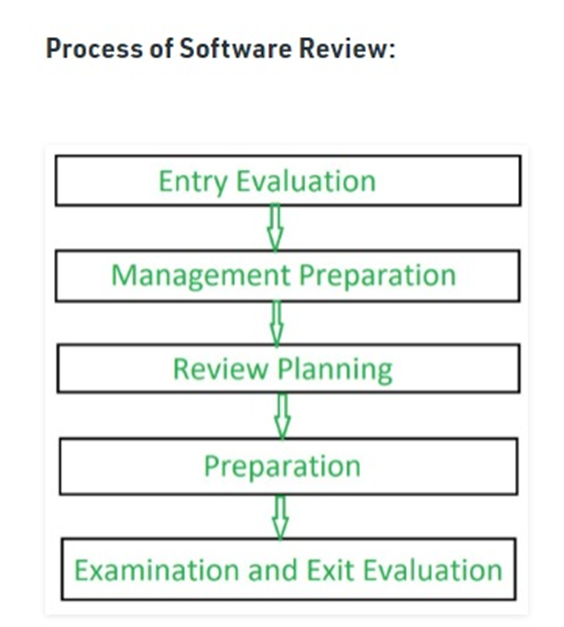 Process of Software Review:
Entry Evaluation
Management Preparation
Review Planning
Preparation
Examination and Exit Evaluation